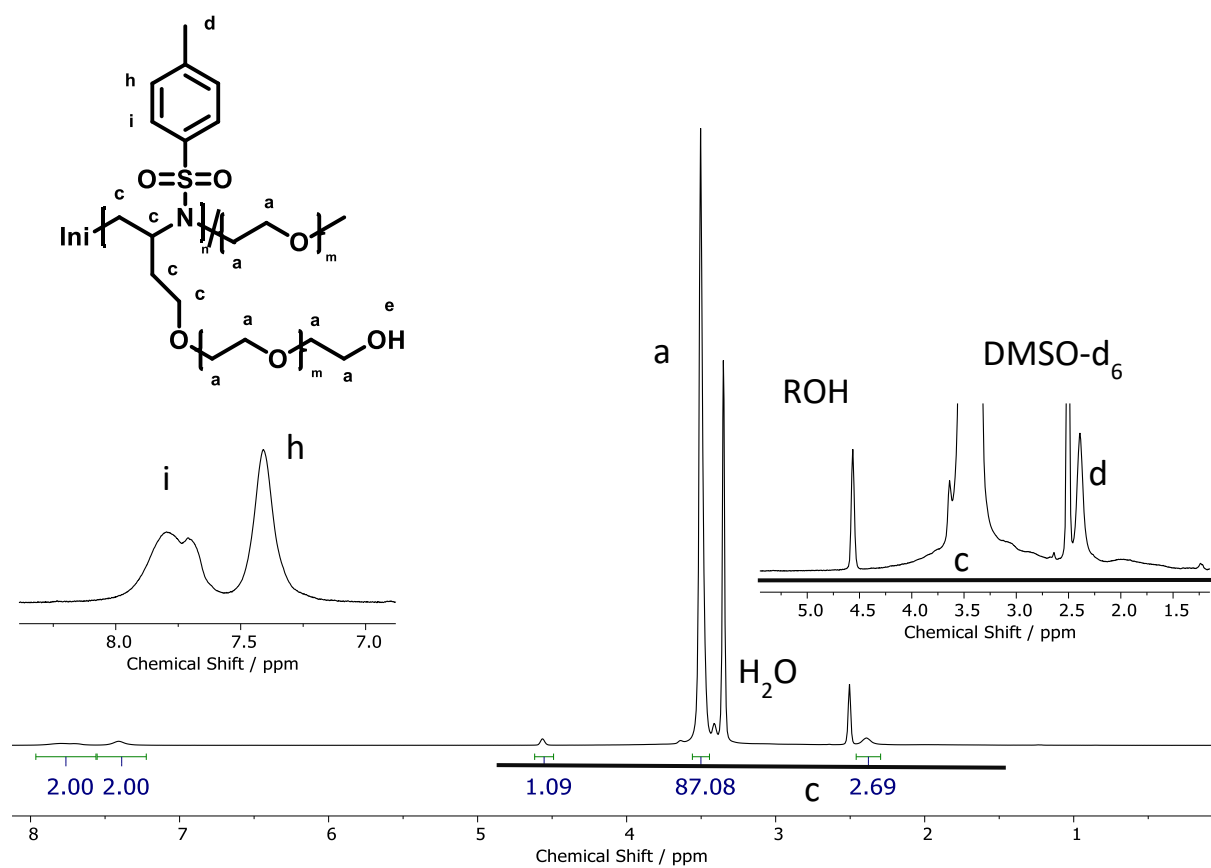 d
h
i
O=S=O
c
c
N
a
Ini
n
O
m
a
c
c
O
a
a
e
OH
O
a
m
a
a
ROH
DMSO-d6
i
h
d
c
8.0 7.5 7.0
Chemical Shift / ppm
5.0 4.5 4.0 3.5 3.0 2.5 2.0 1.5
Chemical Shift / ppm
H2O
2.00 2.00 1.09 87.08 c 2.69
8 7 6 5 4 3 2 1
Chemical Shift / ppm